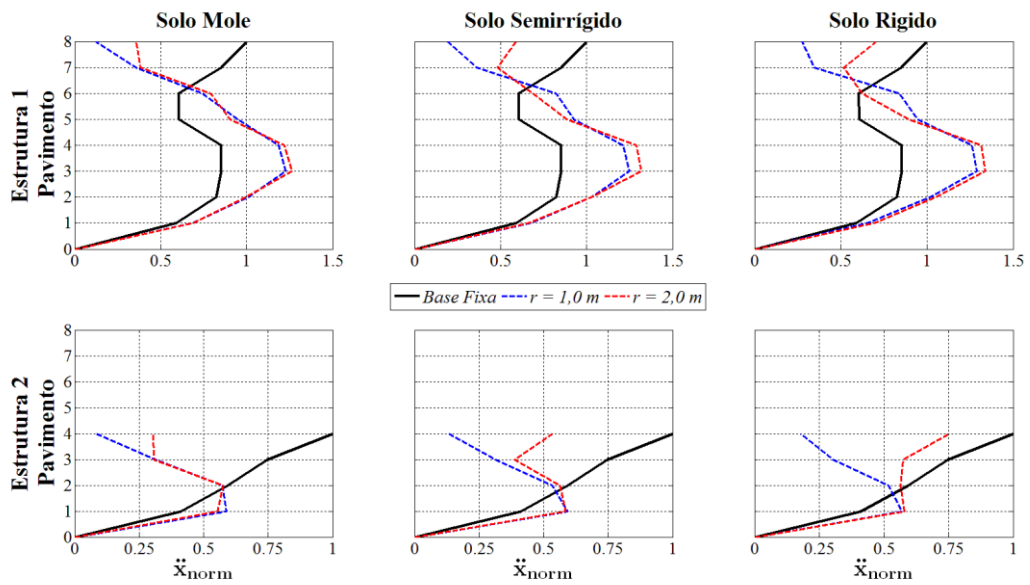 Solo Mole Solo Semirrígido Solo Rigido
Estrutura 1
Pavimento
8
7
6
5
4
3
2
1
0
0 0.5 1 1.5
0 0.5 1 1.5
0 0.5 1 1.5
Base Fixa r = 1,0 m r = 2,0 m
Estrutura 2
Pavimento
8
7
6
5
4
3
2
1
0
0 0.25 0.5 0.75 1
0 0.25 0.5 0.75 1
0 0.25 0.5 0.75 1
ẍnorm ẍnorm ẍnorm